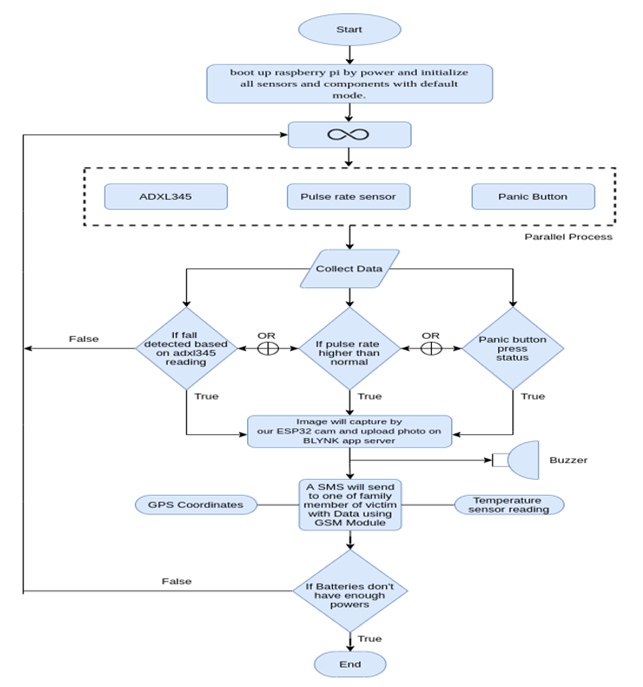 Start
boot up raspberry pi by power and initialize
all sensors and components with default
mode.
ADXL345
Pulse rate sensor
Panic Button
Parallel Process
Collect Data
If fall
detected based
on adxl345
reading
OR
If pulse rate
higher than
normal
OR
Panic button
press
status
False
True
True
True
Image will capture by
our ESP32 cam and upload photo on
BLYNK app server
Buzzer
GPS Coordinates
A SMS will send
to one of family
member of victim
with Data using
GSM Module
Temperature
sensor reading
If Batteries don't
have enough
powers
False
True
End